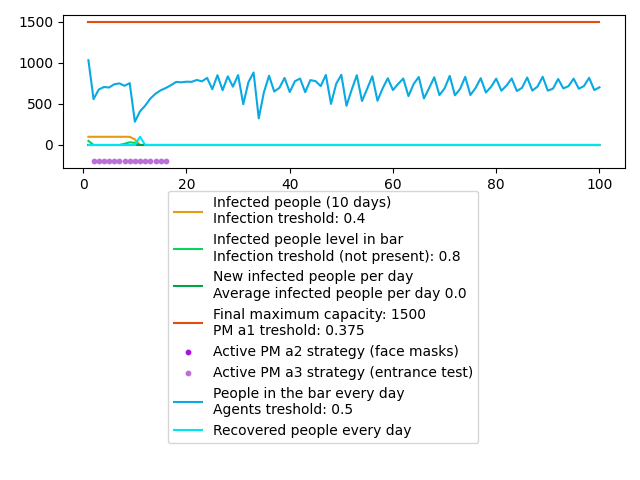 1500
1000
500
0
0 20 40 60 80 100
Infected people (10 days)
Infection treshold: 0.4
Infected people level in bar
Infection treshold (not present): 0.8
New infected people per day
Average infected people per day 0.0
Final maximum capacity: 1500
PM a1 treshold: 0.375
Active PM a2 strategy (face masks)
Active PM a3 strategy (entrance test)
People in the bar every day
Agents treshold: 0.5
Recovered people every day